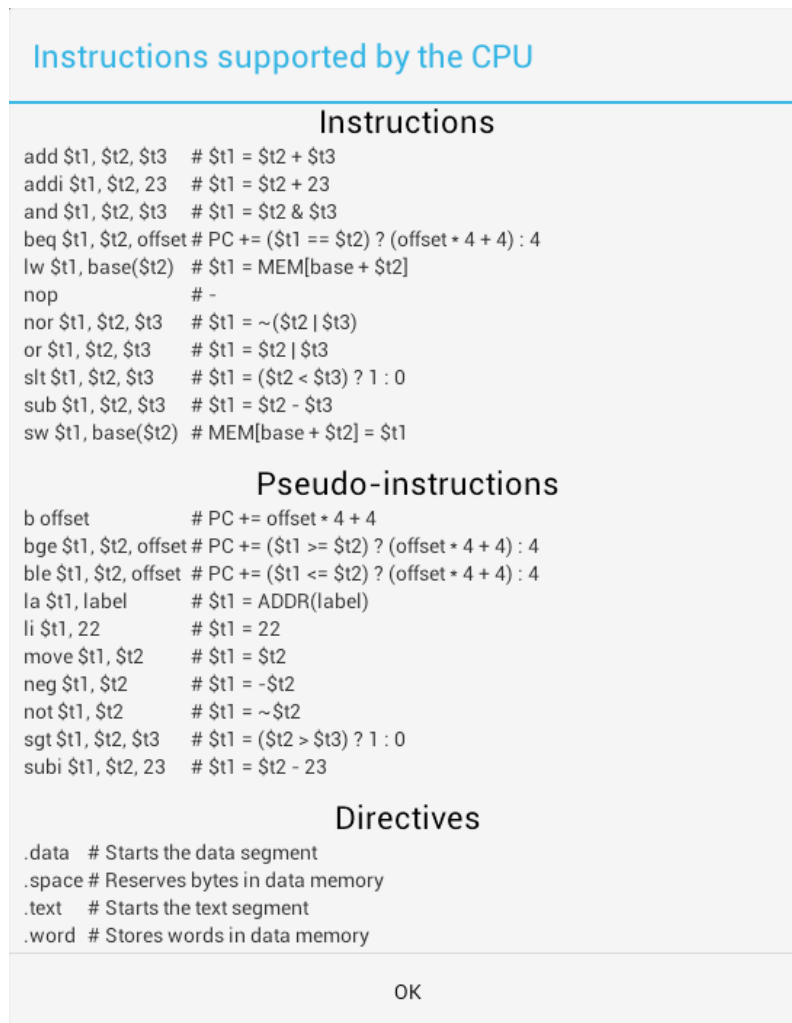 Instructions supported by the CPU
Instructions
add $t1, $t2, $t3 # $t1 = $t2 + $t3
addi $t1, $t2, 23 # $t1 = $t2 + 23
and $t1, $t2, $t3 # $t1 = $t2 & $t3
beq $t1, $t2, offset # PC += ($t1 == $t2) ? (offset * 4 + 4) : 4
lw $t1, base($t2) # $t1 = MEM[base + $t2]
nop # -
nor $t1, $t2, $t3 # $t1 = ~($t2 | $t3)
or $t1, $t2, $t3 # $t1 = $t2 | $t3
slt $t1, $t2, $t3 # $t1 = ($t2 < $t3) ? 1 : 0
sub $t1, $t2, $t3 # $t1 = $t2 - $t3
sw $t1, base($t2) # MEM[base + $t2] = $t1
Pseudo-instructions
b offset # PC += offset * 4 + 4
bge $t1, $t2, offset # PC += ($t1 >= $t2) ? (offset * 4 + 4) : 4
ble $t1, $t2, offset # PC += ($t1 <= $t2) ? (offset * 4 + 4) : 4
la $t1, label # $t1 = ADDR(label)
li $t1, 22 # $t1 = 22
move $t1, $t2 # $t1 = $t2
neg $t1, $t2 # $t1 = -$t2
not $t1, $t2 # $t1 = ~$t2
sgt $t1, $t2, $t3 # $t1 = ($t2 > $t3) ? 1 : 0
subi $t1, $t2, 23 # $t1 = $t2 - 23
Directives
.data # Starts the data segment
.space # Reserves bytes in data memory
.text # Starts the text segment
.word # Stores words in data memory
OK